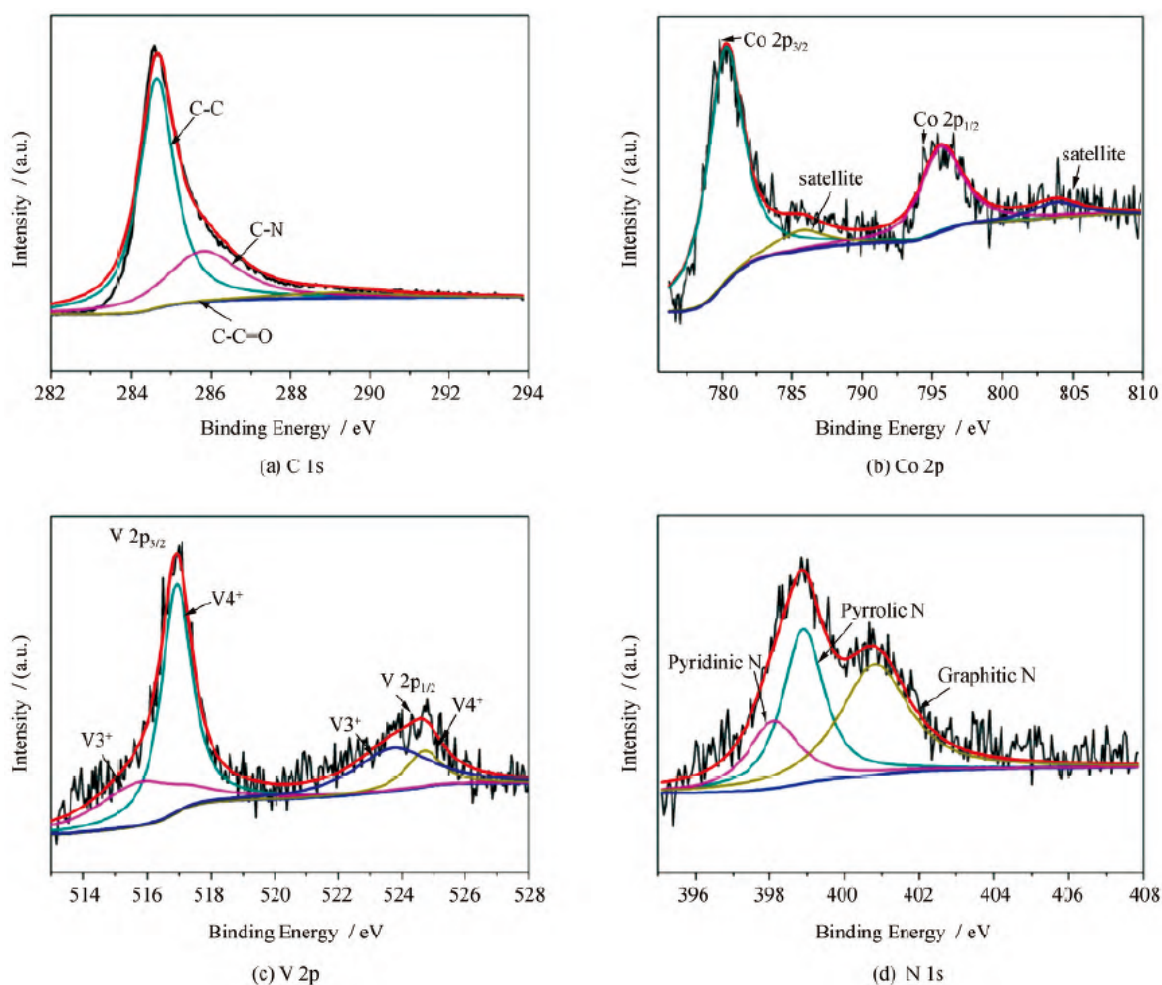 Intensity / (a.u.)
C-C
C-N
C-C=O
282 284 286 288 290 292 294
Binding Energy / eV
(a) C 1s
Intensity / (a.u.)
Co 2p3/2
Co 2p1/2
satellite
satellite
780 785 790 795 800 805 810
Binding Energy / eV
(b) Co 2p
Intensity / (a.u.)
V 2p3/2
V4+
V 2p1/2
V3+
V4+
V3+
514 516 518 520 522 524 526 528
Binding Energy / eV
(c) V 2p
Intensity / (a.u.)
Pyrrolic N
Pyridinic N
Graphitic N
396 398 400 402 404 406 408
Binding Energy / eV
(d) N 1s